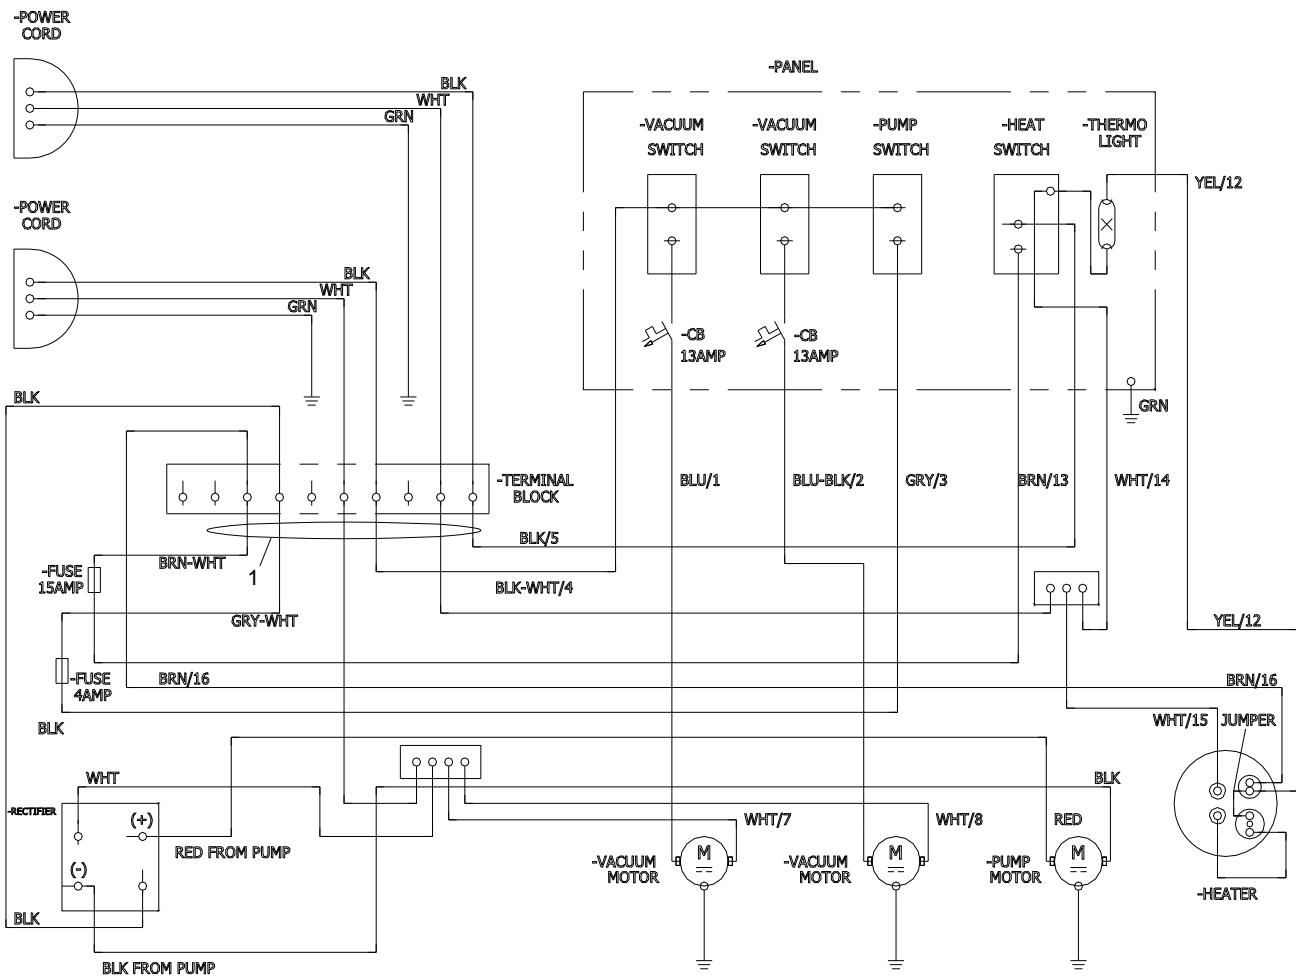 -POWER
CORD
BLK
WHT
GRN
-POWER
CORD
BLK
WHT
GRN
-PANEL
-VACUUM
SWITCH
-VACUUM
SWITCH
-PUMP
SWITCH
-HEAT
SWITCH
-THERMO
LIGHT
YEL/12
-CB
13AMP
-CB
13AMP
GRN
BLK
-TERMINAL
BLOCK
BLU/1
BLU-BLK/2
GRY/3
BRN/13
WHT/14
BLK/5
BRN-WHT
1
-FUSE
15AMP
BLK-WHT/4
GRY-WHT
YEL/12
-FUSE
4AMP
BRN/16
BRN/16
BLK
WHT/15
JUMPER
WHT
BLK
-RECTIFIER
(+)
RED FROM PUMP
(-)
WHT/7
WHT/8
RED
-VACUUM
MOTOR
M
-VACUUM
MOTOR
M
-PUMP
MOTOR
M
-HEATER
BLK
BLK FROM PUMP